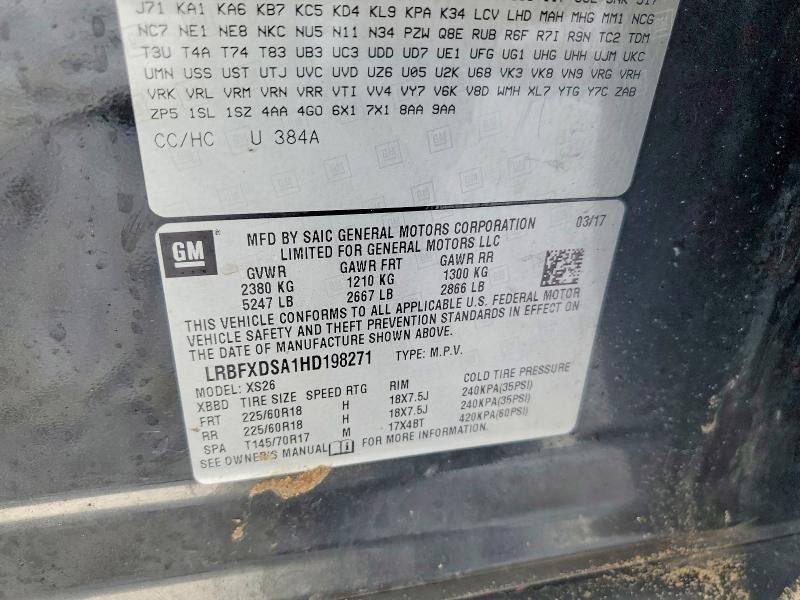 J71 KA1 KA6 KB7 KC5 KD4 KL9 KPA K34 LCV LHD MAH MHG MM1 NCG
NC7 NE1 NE8 NKC NU5 N11 N34 PZW Q8E RUB R6F R7I R9N TC2 TDM
T3U T4A T74 T83 UB3 UC3 UDD UD7 UE1 UFG UG1 UHG UHH UJM UKC
UMN USS UST UTJ UVC UVD UZ6 U05 U2K U68 VK3 VK8 VN9 VRG VRH
VRK VRL VRM VRN VRR VTI VV4 VY7 V6K V8D WMH XL7 YTG Y7C ZAB
ZP5 1SL 1SZ 4AA 4G0 6X1 7X1 8AA 9AA
CC/HC U 384A
GM
MFD BY SAIC GENERAL MOTORS CORPORATION 03/17
LIMITED FOR GENERAL MOTORS LLC
GVWR GAWR FRT GAWR RR
2380 KG 1210 KG 1300 KG
5247 LB 2667 LB 2866 LB
THIS VEHICLE CONFORMS TO ALL APPLICABLE U.S. FEDERAL MOTOR
VEHICLE SAFETY AND THEFT PREVENTION STANDARDS IN EFFECT ON
THE DATE OF MANUFACTURE SHOWN ABOVE.
LRBFXDSA1HD198271 TYPE: M.P.V.
MODEL: XS26
XBBD TIRE SIZE SPEED RTG RIM COLD TIRE PRESSURE
FRT 225/60R18 H 18X7.5J 240KPA(35PSI)
RR 225/60R18 H 18X7.5J 240KPA(35PSI)
SPA T145/70R17 M 17X4BT 420KPA(60PSI)
SEE OWNER'S MANUAL FOR MORE INFORMATION.